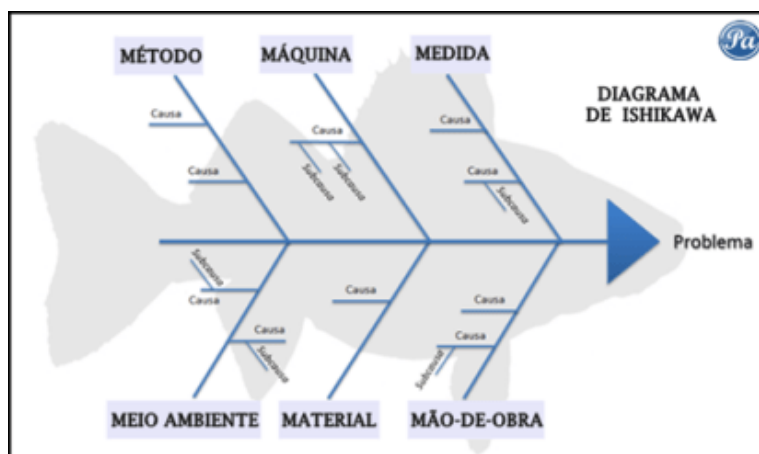 Pa
MÉTODO
MÁQUINA
MEDIDA
DIAGRAMA
DE ISHIKAWA
Causa
Causa
Causa
Subcausa
Subcausa
Causa
Causa
Subcausa
Problema
Subcausa
Causa
Causa
Subcausa
Causa
Causa
Causa
Subcausa
MEIO AMBIENTE
MATERIAL
MÃO-DE-OBRA